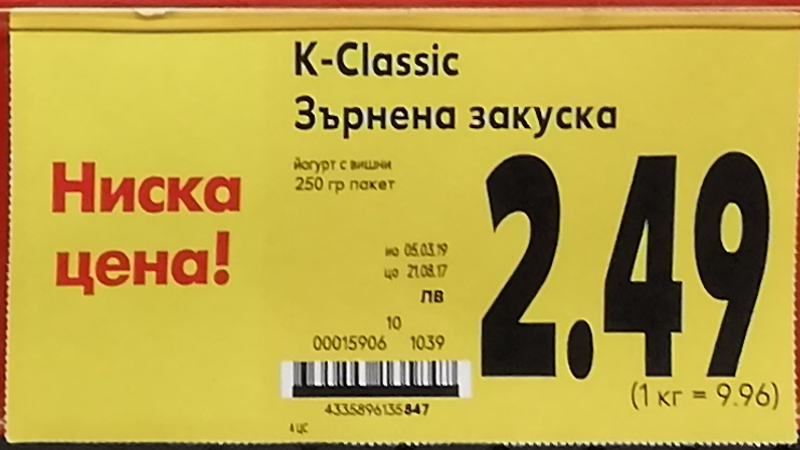 K-Classic
Зърнена закуска
йогурт с вишни
250 гр пакет
Ниска
цена!
2.49
но 05.03.19
цо 21.08.17
лв
10
00015906 1039
(1 кг = 9.96)
4335896135847
4 ЦС